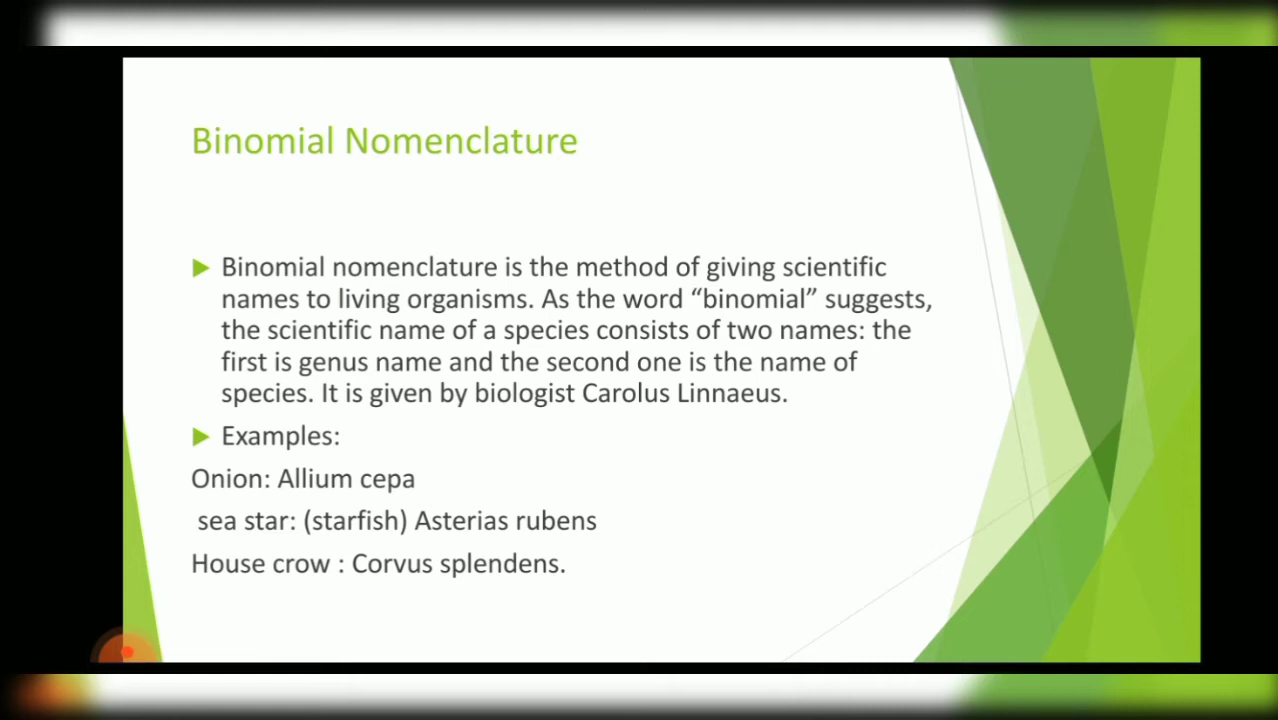 Binomial Nomenclature
Binomial nomenclature is the method of giving scientific
names to living organisms. As the word “binomial” suggests,
the scientific name of a species consists of two names: the
first is genus name and the second one is the name of
species. It is given by biologist Carolus Linnaeus.
Examples:
Onion: Allium cepa
sea star: (starfish) Asterias rubens
House crow : Corvus splendens.